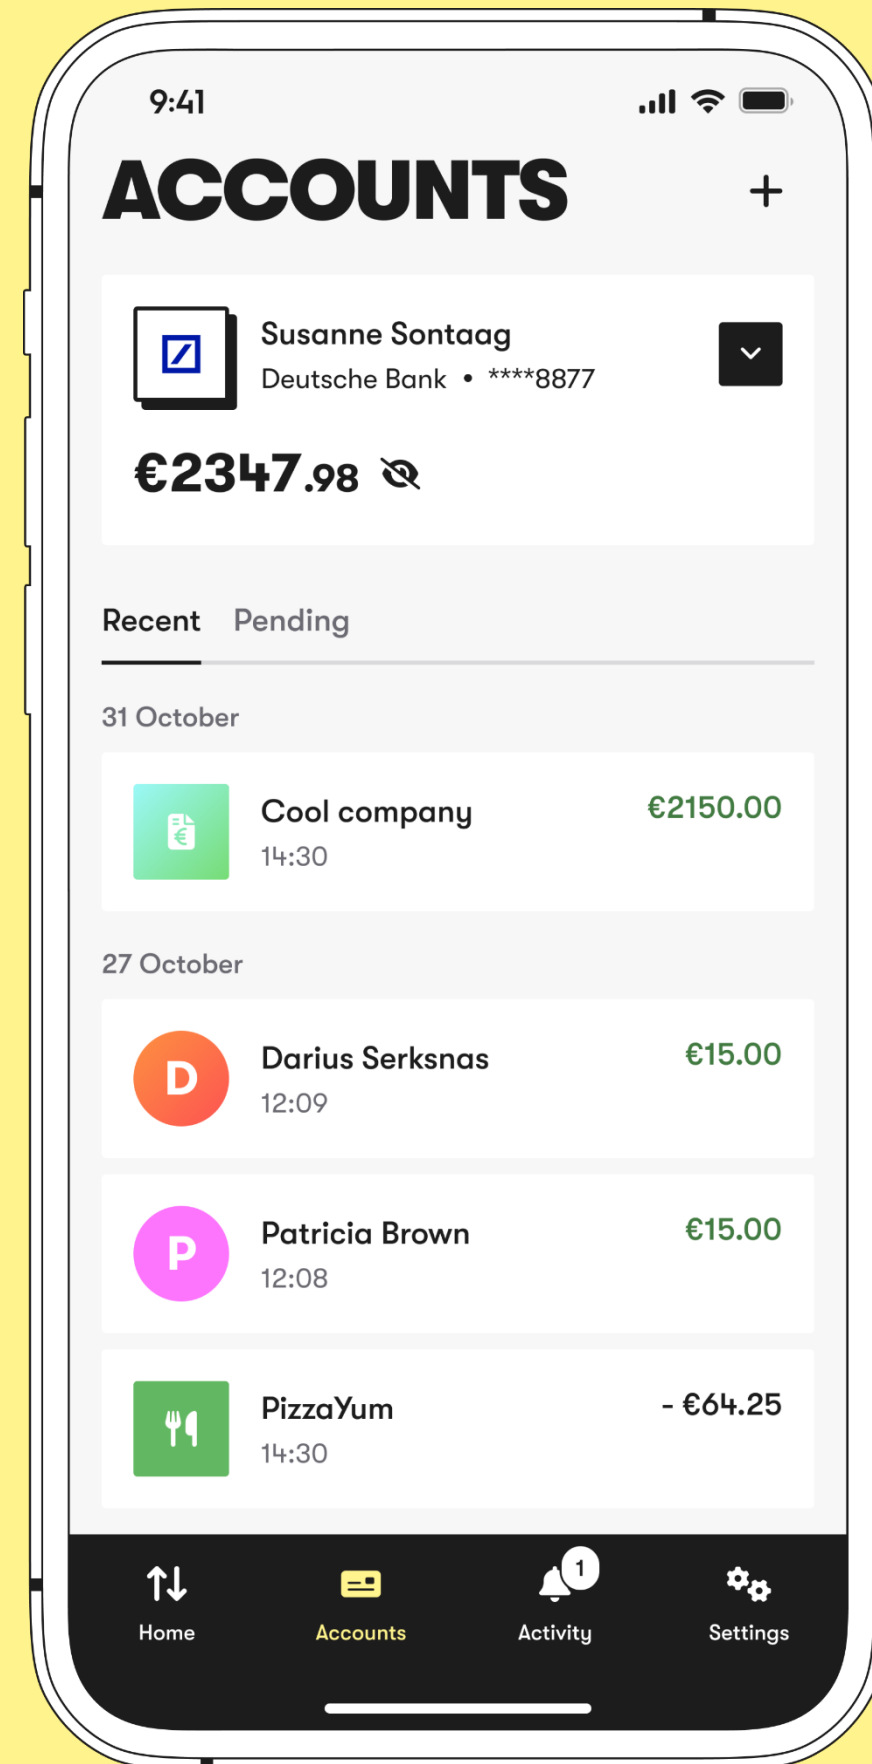 9:41
ACCOUNTS
Susanne Sontaag
Deutsche Bank • ****8877
€2347.98
Recent Pending
31 October
Cool company €2150.00
14:30
27 October
D Darius Serksnas €15.00
12:09
P Patricia Brown €15.00
12:08
PizzaYum - €64.25
14:30
1
Home Accounts Activity Settings